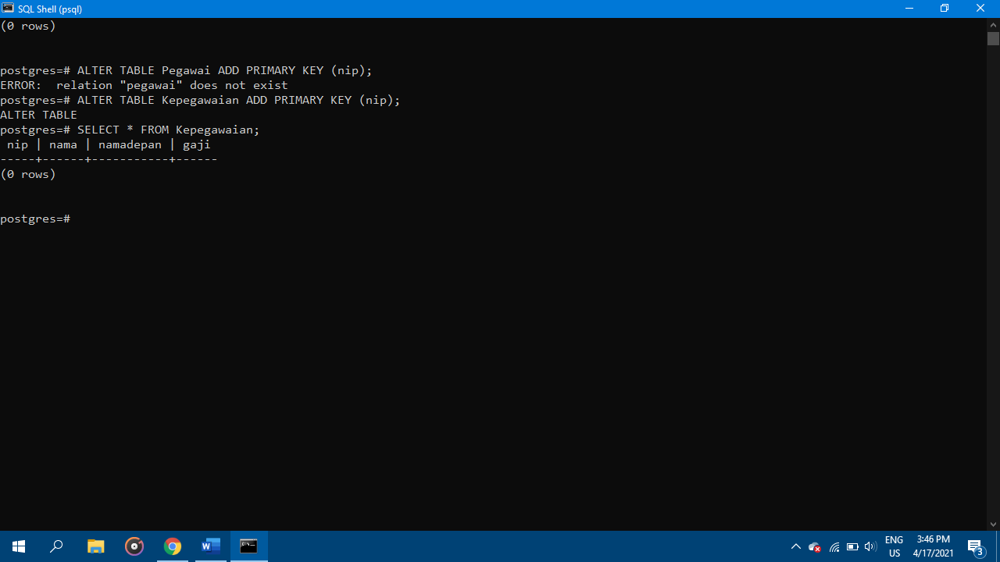 SQL Shell (psql)
(0 rows)
postgres=# ALTER TABLE Pegawai ADD PRIMARY KEY (nip);
ERROR:  relation "pegawai" does not exist
postgres=# ALTER TABLE Kepegawaian ADD PRIMARY KEY (nip);
ALTER TABLE
postgres=# SELECT * FROM Kepegawaian;
 nip | nama | namadepan | gaji
-----+------+-----------+------
(0 rows)
postgres=#
ENG
US
3:46 PM
4/17/2021
3